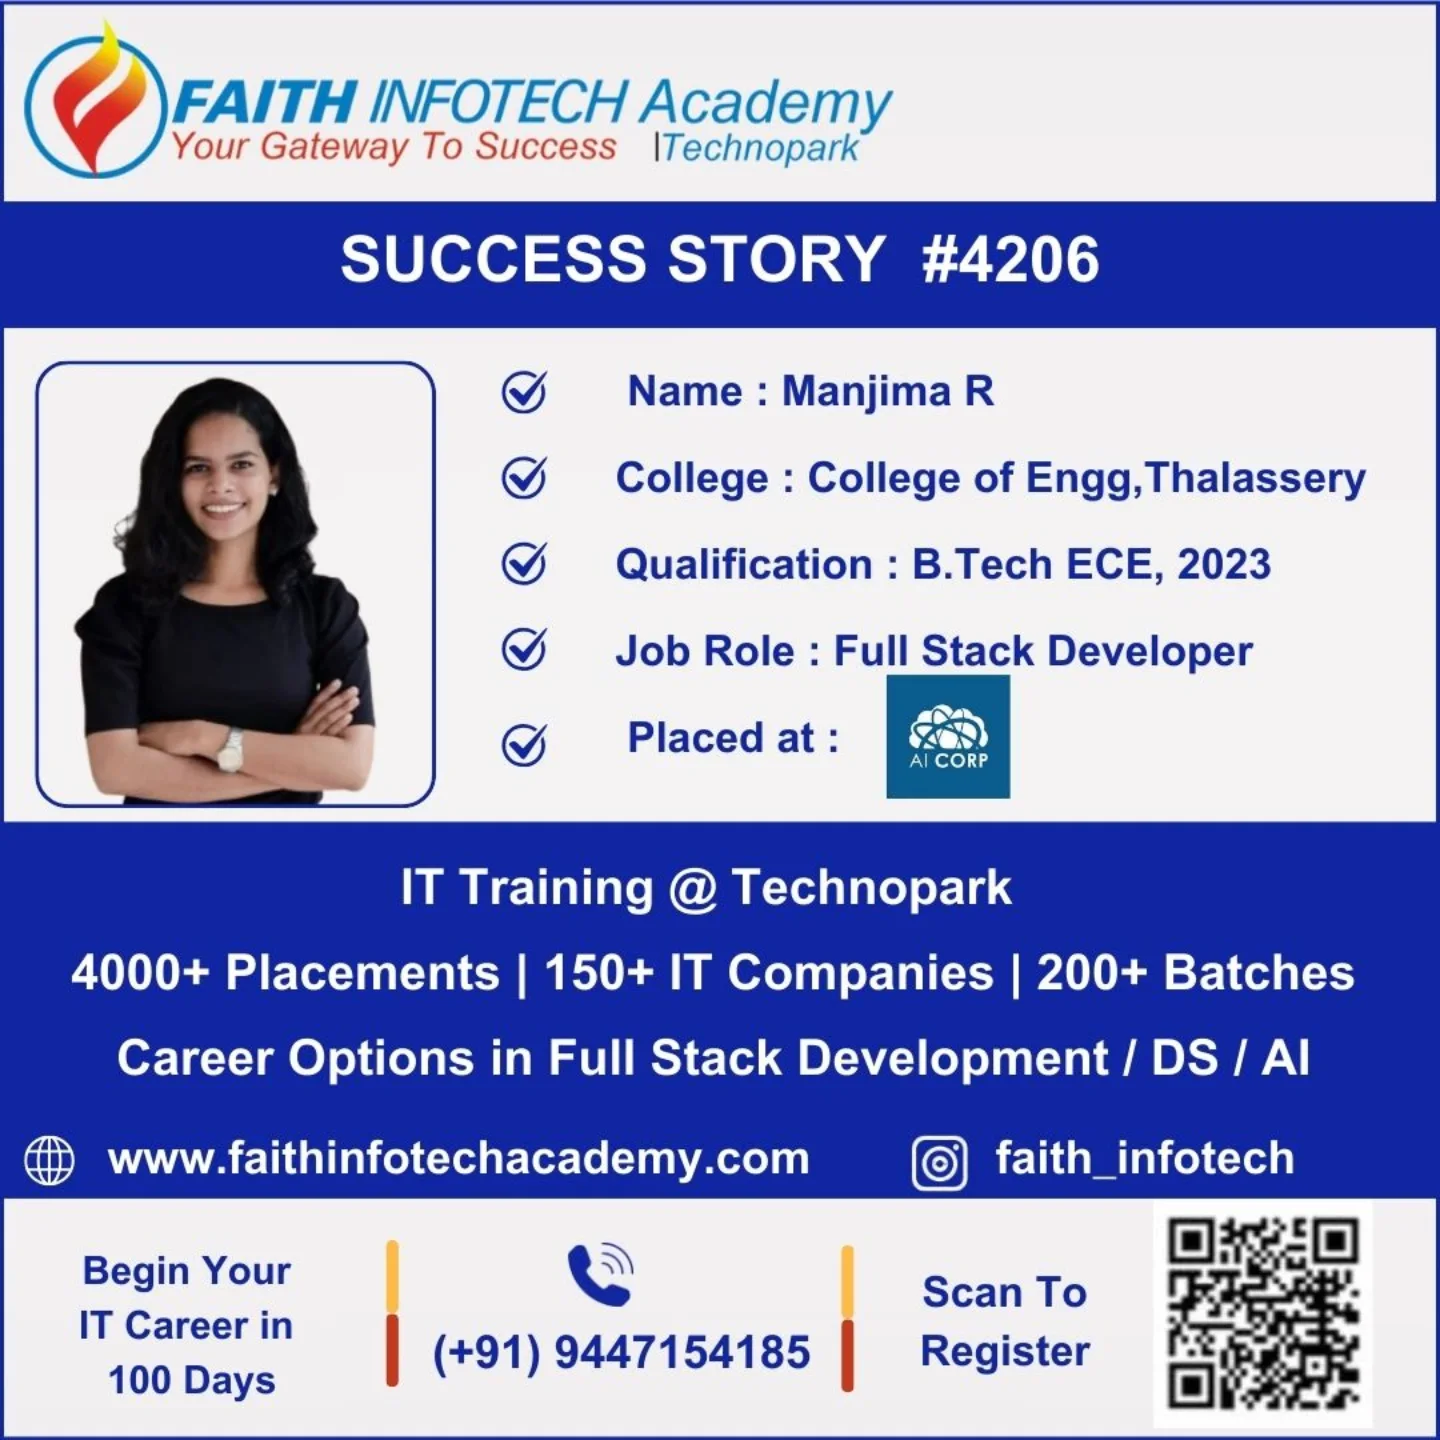 FAITH INFOTECH Academy
Your Gateway To Success |Technopark
SUCCESS STORY #4206
Name : Manjima R
College : College of Engg,Thalassery
Qualification : B.Tech ECE, 2023
Job Role : Full Stack Developer
Placed at :
AI CORP
IT Training @ Technopark
4000+ Placements | 150+ IT Companies | 200+ Batches
Career Options in Full Stack Development / DS / AI
www.faithinfotechacademy.com faith_infotech
Begin Your
IT Career in
100 Days
(+91) 9447154185
Scan To
Register